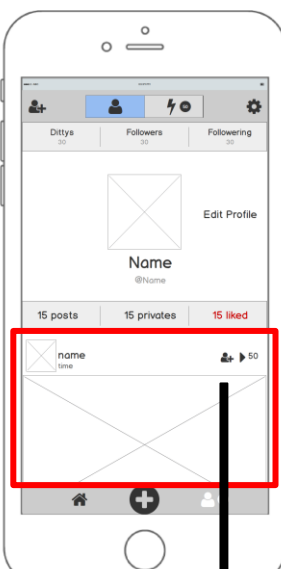 Dittys Followers Followering
30 30 30
Edit Profile
Name
@Name
15 posts 15 privates 15 liked
name 50
time